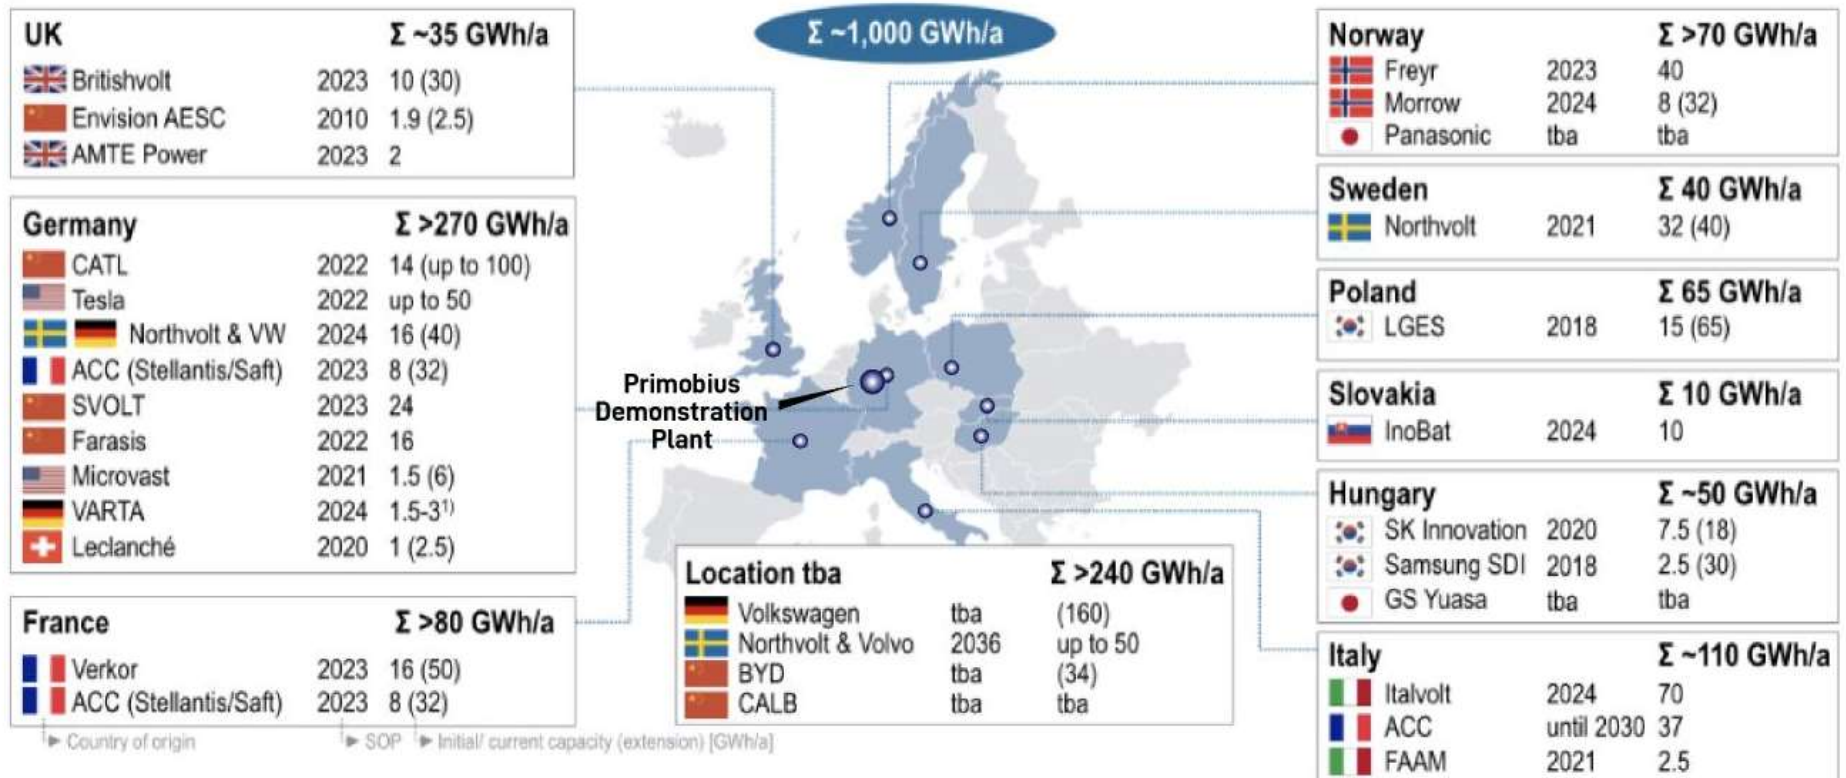 Σ ~1,000 GWh/a
UK Σ ~35 GWh/a
Britishvolt 2023 10 (30)
Envision AESC 2010 1.9 (2.5)
AMTE Power 2023 2
Germany Σ >270 GWh/a
CATL 2022 14 (up to 100)
Tesla 2022 up to 50
Northvolt & VW 2024 16 (40)
ACC (Stellantis/Saft) 2023 8 (32)
SVOLT 2023 24
Farasis 2022 16
Microvast 2021 1.5 (6)
VARTA 2024 1.5-3¹⁾
Leclanché 2020 1 (2.5)
France Σ >80 GWh/a
Verkor 2023 16 (50)
ACC (Stellantis/Saft) 2023 8 (32)
Country of origin SOP Initial/ current capacity (extension) [GWh/a]
Primobius
Demonstration
Plant
Location tba Σ >240 GWh/a
Volkswagen tba (160)
Northvolt & Volvo 2036 up to 50
BYD tba (34)
CALB tba tba
Norway Σ >70 GWh/a
Freyr 2023 40
Morrow 2024 8 (32)
Panasonic tba tba
Sweden Σ 40 GWh/a
Northvolt 2021 32 (40)
Poland Σ 65 GWh/a
LGES 2018 15 (65)
Slovakia Σ 10 GWh/a
InoBat 2024 10
Hungary Σ ~50 GWh/a
SK Innovation 2020 7.5 (18)
Samsung SDI 2018 2.5 (30)
GS Yuasa tba tba
Italy Σ ~110 GWh/a
Italvolt 2024 70
ACC until 2030 37
FAAM 2021 2.5